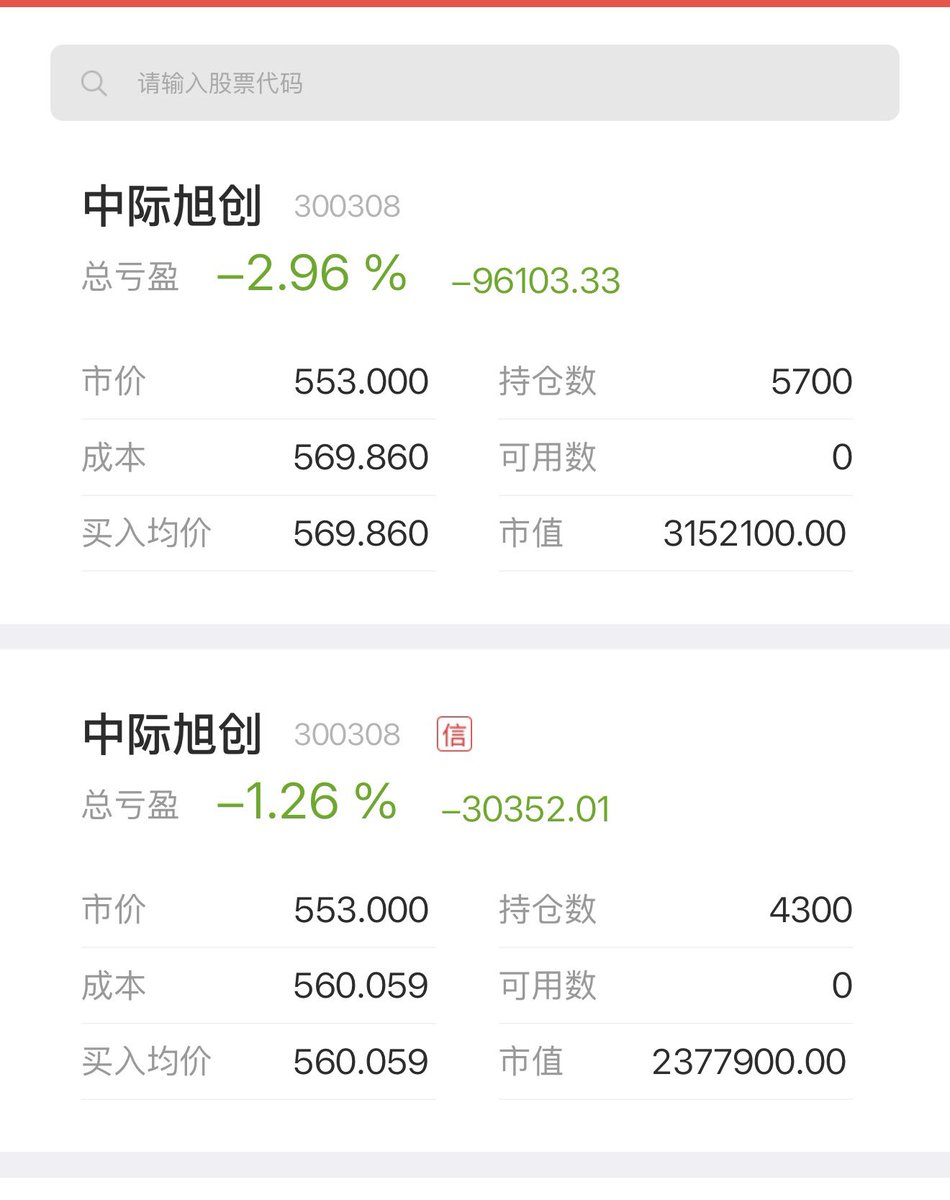 请输入股票代码
中际旭创 300308
总亏盈 –2.96 % –96103.33
市价 553.000 持仓数 5700
成本 569.860 可用数 0
买入均价 569.860 市值 3152100.00
中际旭创 300308 信
总亏盈 –1.26 % –30352.01
市价 553.000 持仓数 4300
成本 560.059 可用数 0
买入均价 560.059 市值 2377900.00